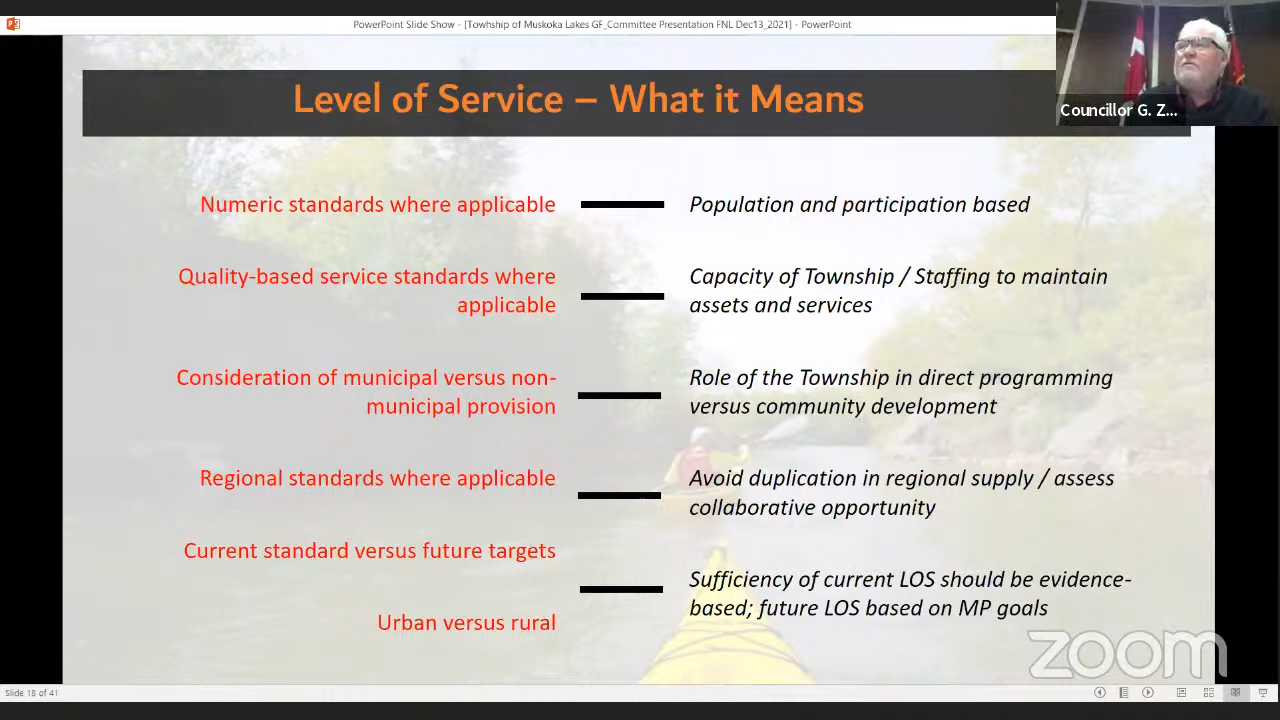 PowerPoint Slide Show - [Towhship of Muskoka Lakes GF_Committee Presentation FNL Dec13_2021] - PowerPoint
Level of Service – What it Means
Councillor G. Z...
Numeric standards where applicable
Population and participation based
Quality-based service standards where
applicable
Capacity of Township / Staffing to maintain
assets and services
Consideration of municipal versus non-
municipal provision
Role of the Township in direct programming
versus community development
Regional standards where applicable
Avoid duplication in regional supply / assess
collaborative opportunity
Current standard versus future targets
Sufficiency of current LOS should be evidence-
based; future LOS based on MP goals
Urban versus rural
zoom
Slide 18 of 41